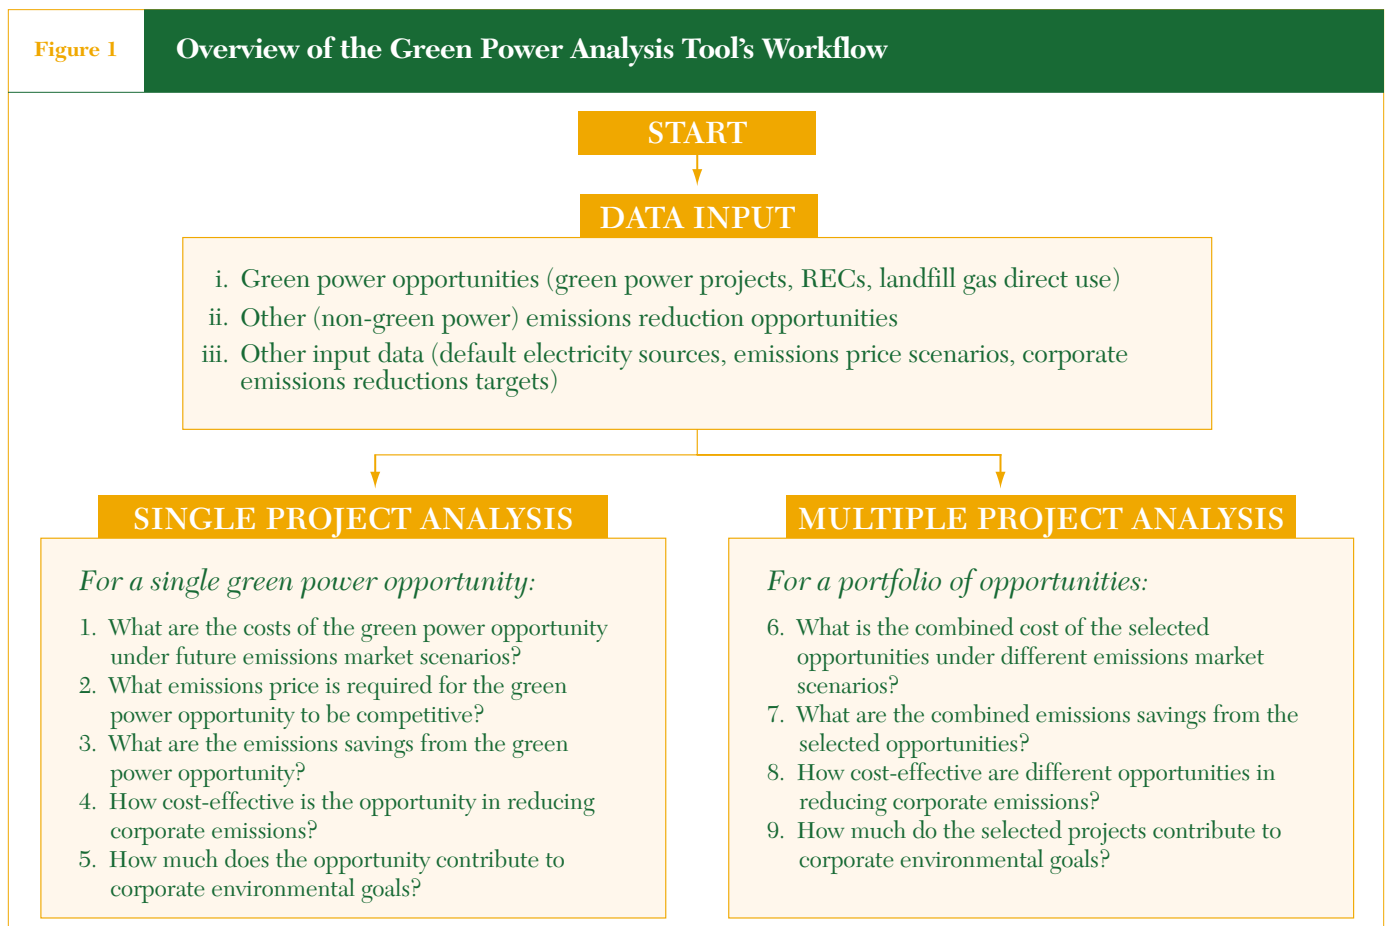 Figure 1
Overview of the Green Power Analysis Tool's Workflow
START
DATA INPUT
i. Green power opportunities (green power projects, RECs, landfill gas direct use)
ii. Other (non-green power) emissions reduction opportunities
iii. Other input data (default electricity sources, emissions price scenarios, corporate
emissions reductions targets)
SINGLE PROJECT ANALYSIS
For a single green power opportunity:
1. What are the costs of the green power opportunity
under future emissions market scenarios?
2. What emissions price is required for the green
power opportunity to be competitive?
3. What are the emissions savings from the green
power opportunity?
4. How cost-effective is the opportunity in reducing
corporate emissions?
5. How much does the opportunity contribute to
corporate environmental goals?
MULTIPLE PROJECT ANALYSIS
For a portfolio of opportunities:
6. What is the combined cost of the selected
opportunities under different emissions market
scenarios?
7. What are the combined emissions savings from the
selected opportunities?
8. How cost-effective are different opportunities in
reducing corporate emissions?
9. How much do the selected projects contribute to
corporate environmental goals?